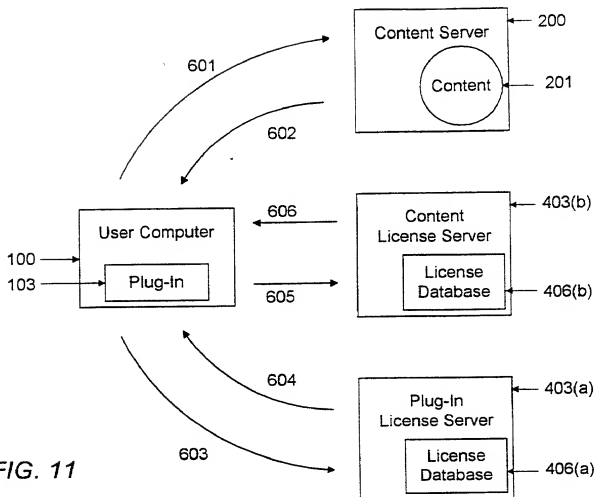 601
602
Content Server
Content
200
201
User Computer
Plug-In
100
103
606
605
Content
License Server
License
Database
403(b)
406(b)
604
603
Plug-In
License Server
License
Database
403(a)
406(a)
FIG. 11